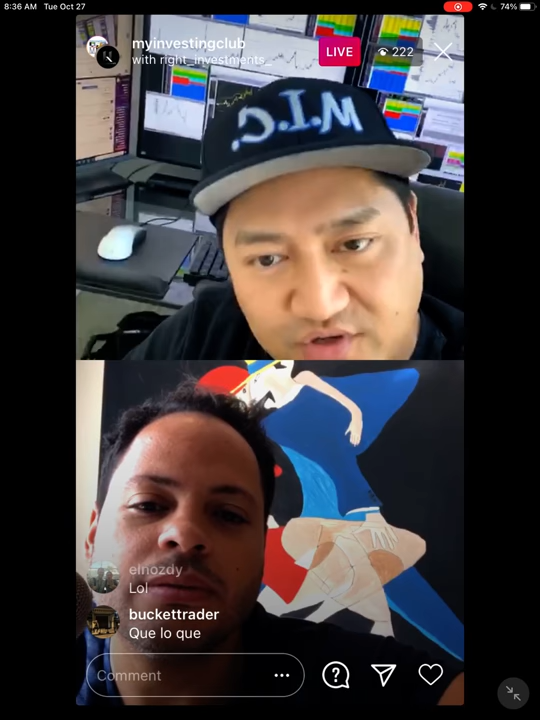 8:36 AM Tue Oct 27
74%
myinvestingclub
with right_investments_
LIVE
222
M.I.C.
elnozdy
Lol
buckettrader
Que lo que
Comment